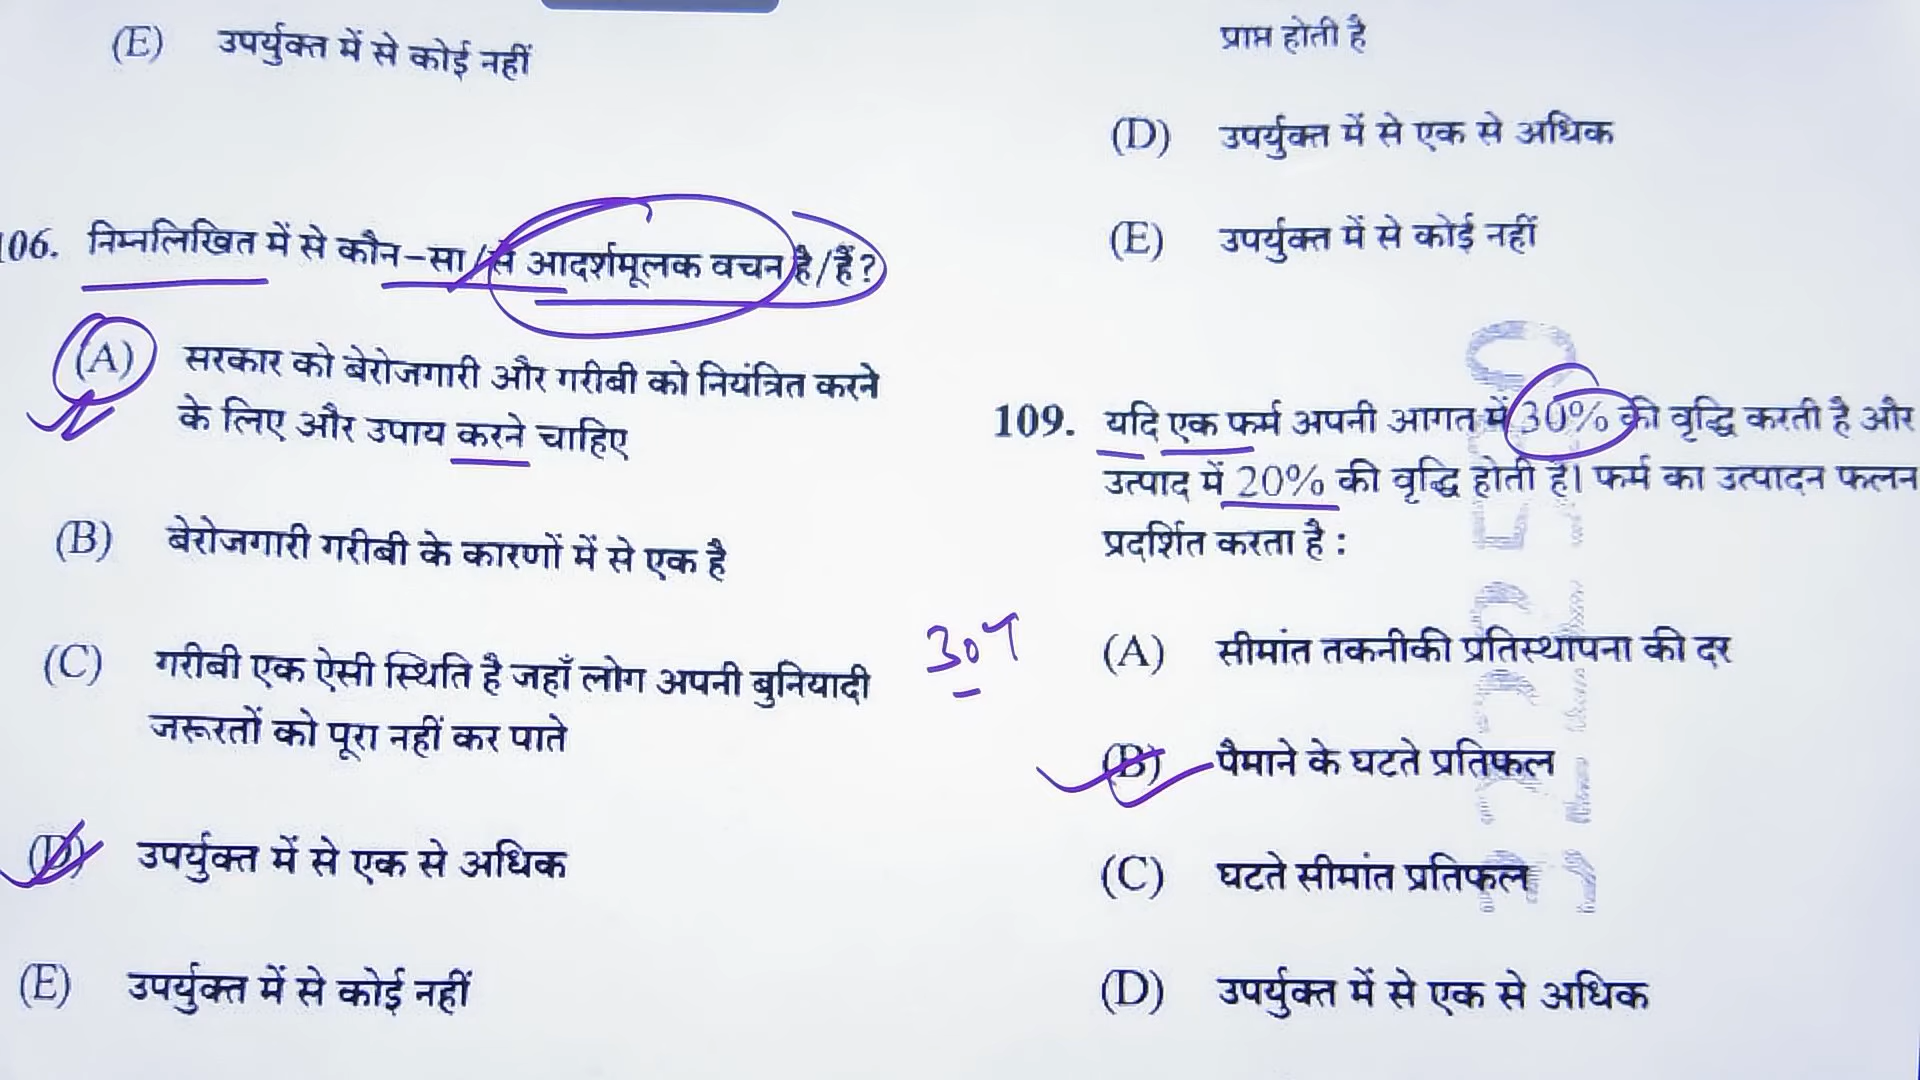 (E) उपर्युक्त में से कोई नहीं
106. निम्नलिखित में से कौन-सा/से आदर्शमूलक वचन है/हैं?
(A) सरकार को बेरोजगारी और गरीबी को नियंत्रित करने
के लिए और उपाय करने चाहिए
(B) बेरोजगारी गरीबी के कारणों में से एक है
(C) गरीबी एक ऐसी स्थिति है जहाँ लोग अपनी बुनियादी
जरूरतों को पूरा नहीं कर पाते
(D) उपर्युक्त में से एक से अधिक
(E) उपर्युक्त में से कोई नहीं
प्राप्त होती है
(D) उपर्युक्त में से एक से अधिक
(E) उपर्युक्त में से कोई नहीं
109. यदि एक फर्म अपनी आगत में 30% की वृद्धि करती है और
उत्पाद में 20% की वृद्धि होती है। फर्म का उत्पादन फलन
प्रदर्शित करता है :
(A) सीमांत तकनीकी प्रतिस्थापना की दर
(B) पैमाने के घटते प्रतिफल
(C) घटते सीमांत प्रतिफल
(D) उपर्युक्त में से एक से अधिक